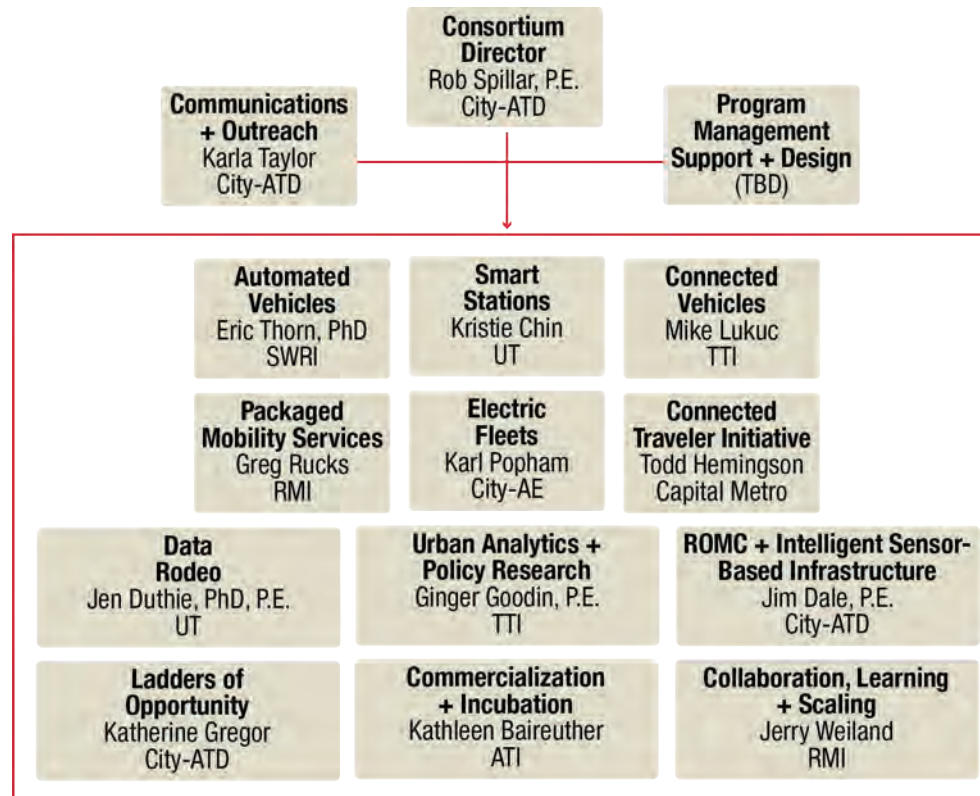 Consortium
Director
Rob Spillar, P.E.
City-ATD
Communications
+ Outreach
Karla Taylor
City-ATD
Program
Management
Support + Design
(TBD)
Automated
Vehicles
Eric Thorn, PhD
SWRI
Smart
Stations
Kristie Chin
UT
Connected
Vehicles
Mike Lukuc
TTI
Packaged
Mobility Services
Greg Rucks
RMI
Electric
Fleets
Karl Popham
City-AE
Connected
Traveler Initiative
Todd Hemingson
Capital Metro
Data
Rodeo
Jen Duthie, PhD, P.E.
UT
Urban Analytics +
Policy Research
Ginger Goodin, P.E.
TTI
ROMC + Intelligent Sensor-
Based Infrastructure
Jim Dale, P.E.
City-ATD
Ladders of
Opportunity
Katherine Gregor
City-ATD
Commercialization
+ Incubation
Kathleen Baireuther
ATI
Collaboration, Learning
+ Scaling
Jerry Weiland
RMI